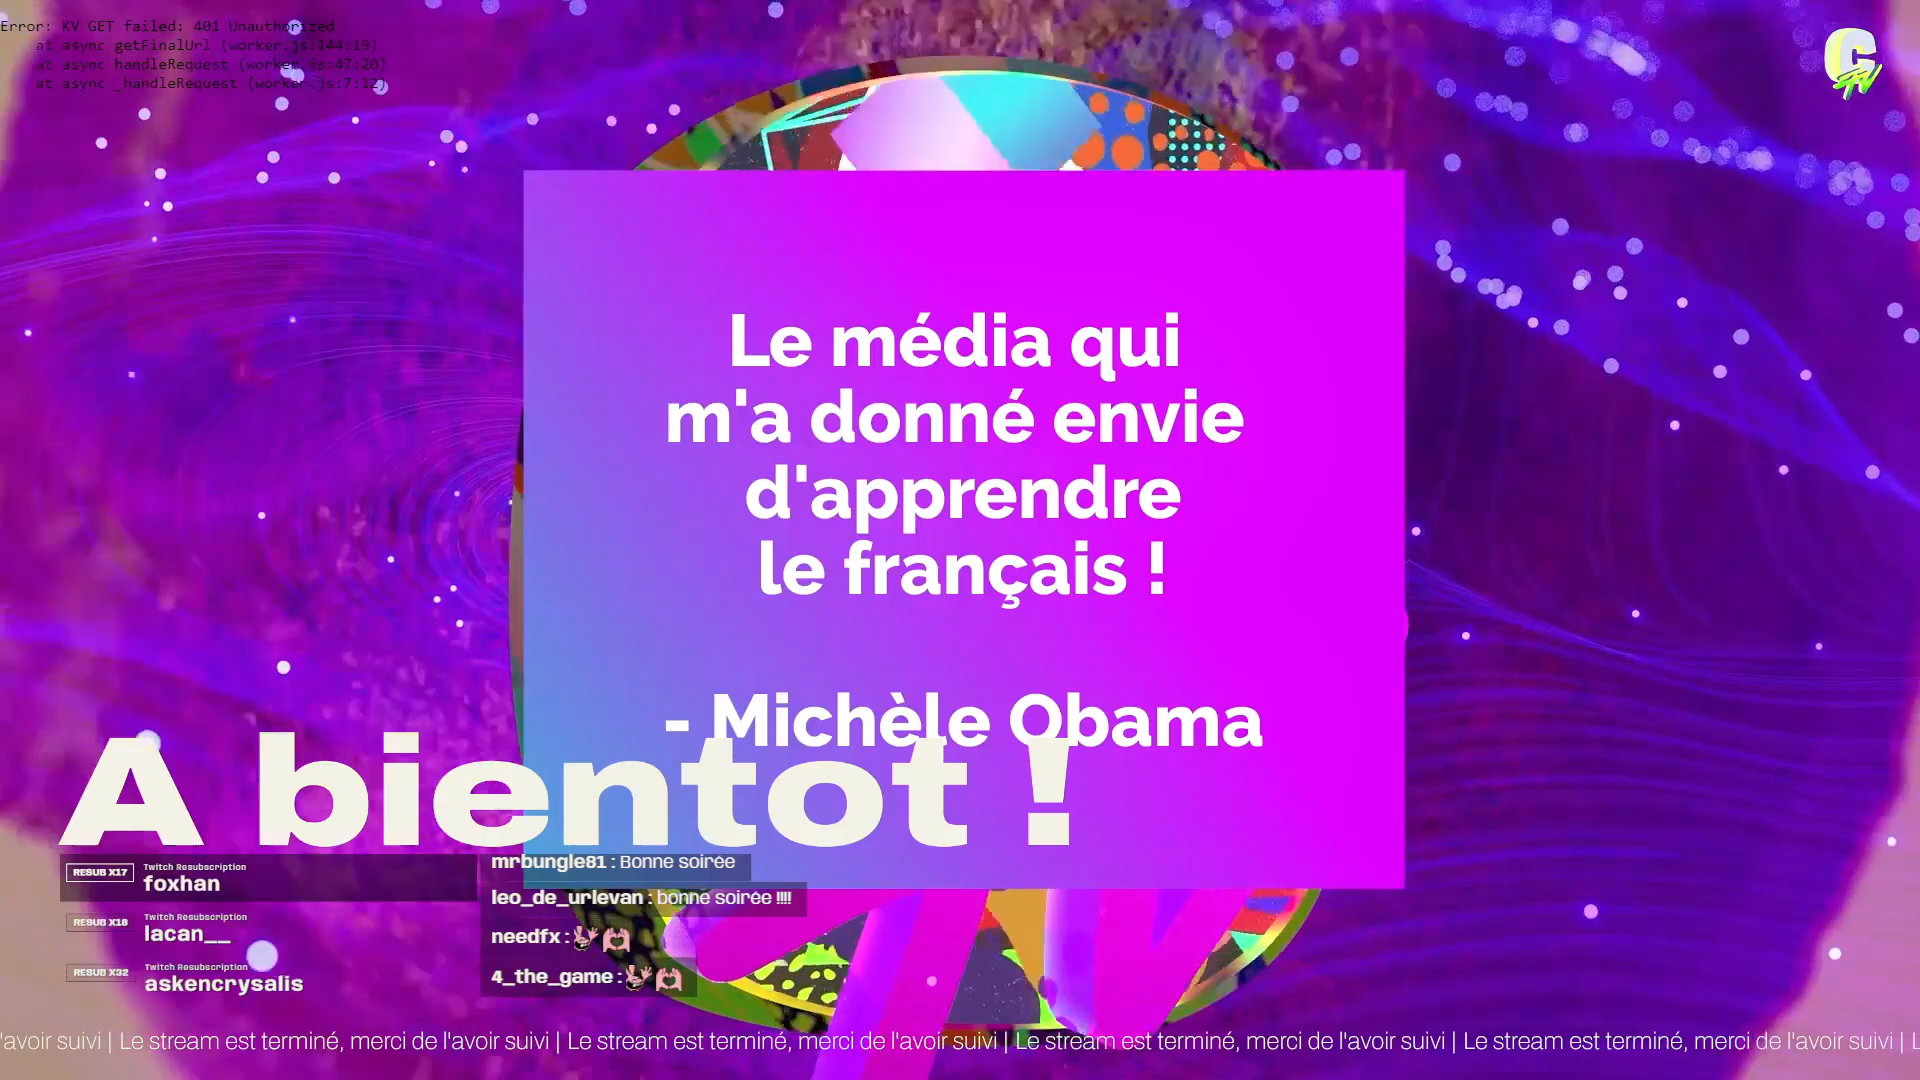 Error: KV GET failed: 401 Unauthorized
at async getFinalUrl (worker.js:144:19)
at async handleRequest (worker.js:47:20)
at async _handleRequest (worker.js:7:12)
C
TV
Le média qui
m'a donné envie
d'apprendre
le français !
- Michèle Obama
A bientot !
RESUB X17
Twitch Resubscription
foxhan
RESUB X18
Twitch Resubscription
lacan__
RESUB X32
Twitch Resubscription
askencrysalis
mrbungle81 : Bonne soirée
leo_de_urlevan : bonne soirée !!!!
needfx :
4_the_game :
'avoir suivi | Le stream est terminé, merci de l'avoir suivi | Le stream est terminé, merci de l'avoir suivi | Le stream est terminé, merci de l'avoir suivi | Le stream est terminé, merci de l'avoir suivi | L